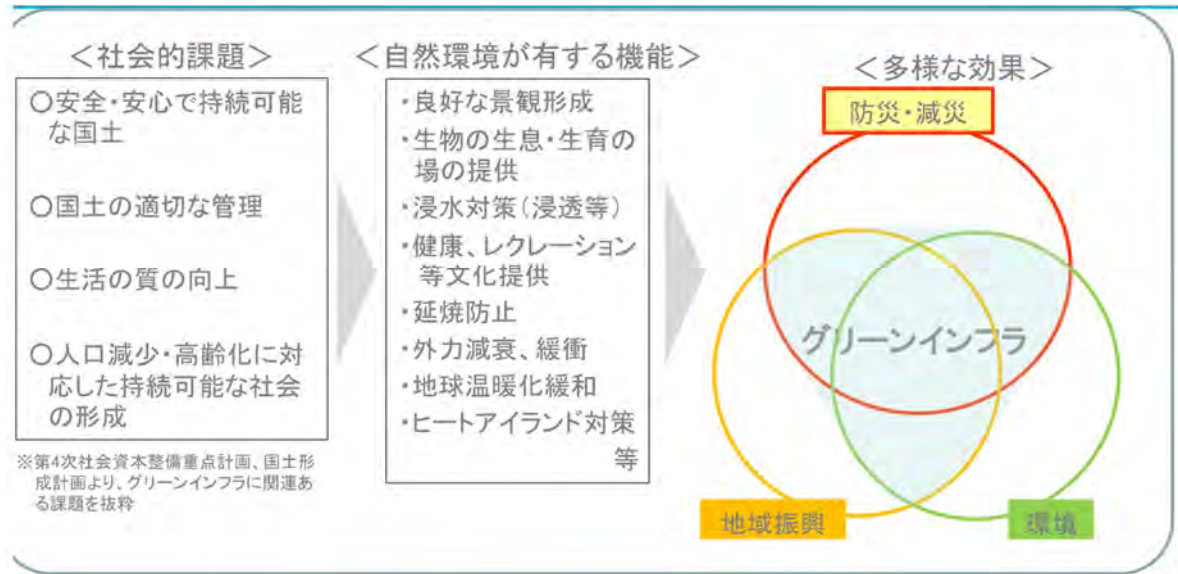 ＜社会的課題＞
〇安全・安心で持続可能
な国土
〇国土の適切な管理
〇生活の質の向上
〇人口減少・高齢化に対
応した持続可能な社会
の形成
※第4次社会資本整備重点計画、国土形
成計画より、グリーンインフラに関連あ
る課題を抜粋
＜自然環境が有する機能＞
・良好な景観形成
・生物の生息・生育の
場の提供
・浸水対策（浸透等）
・健康、レクレーション
等文化提供
・延焼防止
・外力減衰、緩衝
・地球温暖化緩和
・ヒートアイランド対策
等
＜多様な効果＞
防災・減災
グリーンインフラ
地域振興
環境